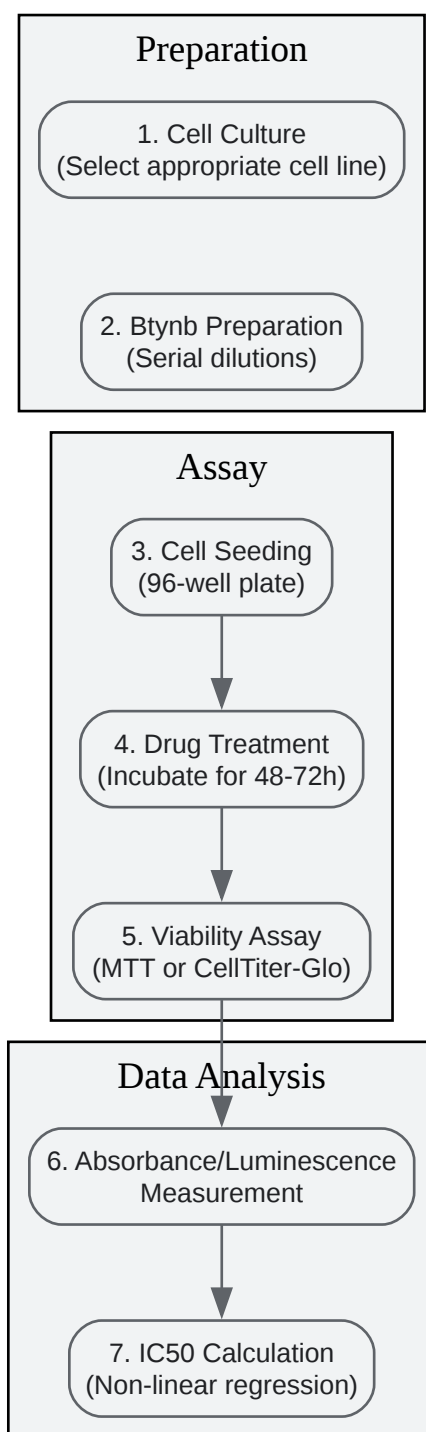 Preparation
1. Cell Culture
(Select appropriate cell line)
2. Btynb Preparation
(Serial dilutions)
Assay
3. Cell Seeding
(96-well plate)
4. Drug Treatment
(Incubate for 48-72h)
5. Viability Assay
(MTT or CellTiter-Glo)
Data Analysis
6. Absorbance/Luminescence
Measurement
7. IC50 Calculation
(Non-linear regression)